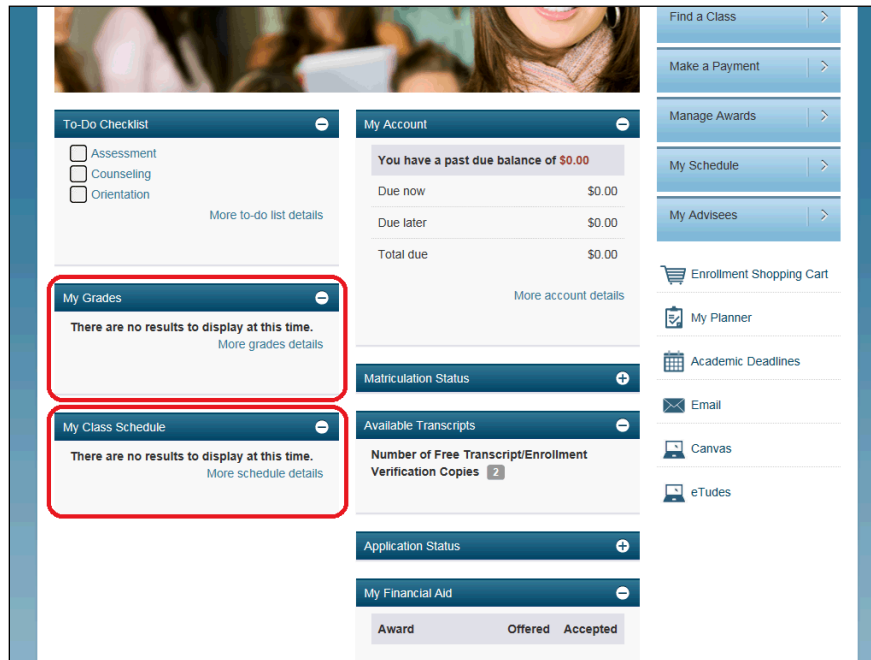 To-Do Checklist
Assessment
Counseling
Orientation
More to-do list details
My Grades
There are no results to display at this time.
More grades details
My Class Schedule
There are no results to display at this time.
More schedule details
My Account
You have a past due balance of $0.00
Due now $0.00
Due later $0.00
Total due $0.00
More account details
Matriculation Status
Available Transcripts
Number of Free Transcript/Enrollment
Verification Copies 2
Application Status
My Financial Aid
Award Offered Accepted
Find a Class
Make a Payment
Manage Awards
My Schedule
My Advisees
Enrollment Shopping Cart
My Planner
Academic Deadlines
Email
Canvas
eTudes